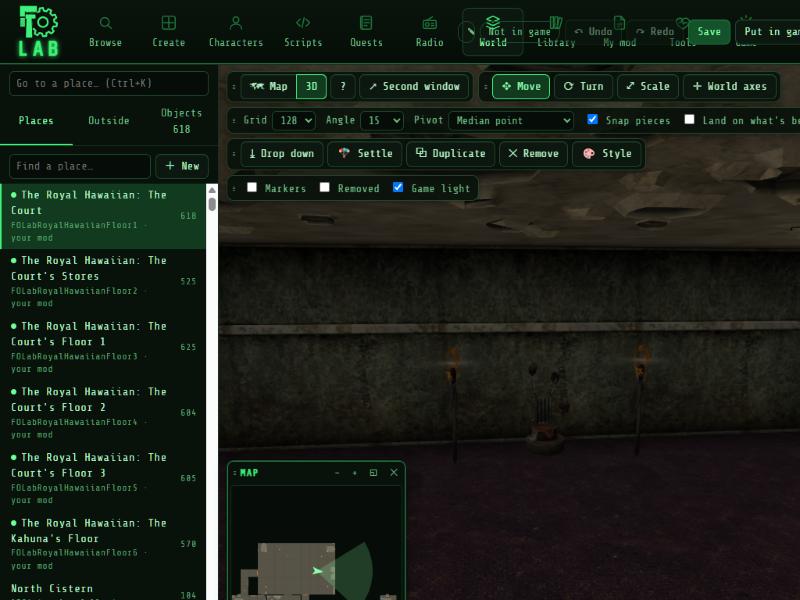 LAB
Browse
Create
Characters
Scripts
Quests
Radio
World
Library
My mod
Tools
Not in game
Undo
Redo
Save
Put in gam
Go to a place… (Ctrl+K)
Places
Outside
Objects
618
Find a place…
+ New
The Royal Hawaiian: The
Court
618
FOLabRoyalHawaiianFloor1 ·
your mod
The Royal Hawaiian: The
Court's Stores
525
FOLabRoyalHawaiianFloor2 ·
your mod
The Royal Hawaiian: The
Court's Floor 1
625
FOLabRoyalHawaiianFloor3 ·
your mod
The Royal Hawaiian: The
Court's Floor 2
604
FOLabRoyalHawaiianFloor4 ·
your mod
The Royal Hawaiian: The
Court's Floor 3
605
FOLabRoyalHawaiianFloor5 ·
your mod
The Royal Hawaiian: The
Kahuna's Floor
570
FOLabRoyalHawaiianFloor6 ·
your mod
North Cistern
104
Map
3D
?
Second window
Move
Turn
Scale
World axes
Grid 128
Angle 15
Pivot Median point
Snap pieces
Land on what's be
Drop down
Settle
Duplicate
Remove
Style
Markers
Removed
Game light
MAP